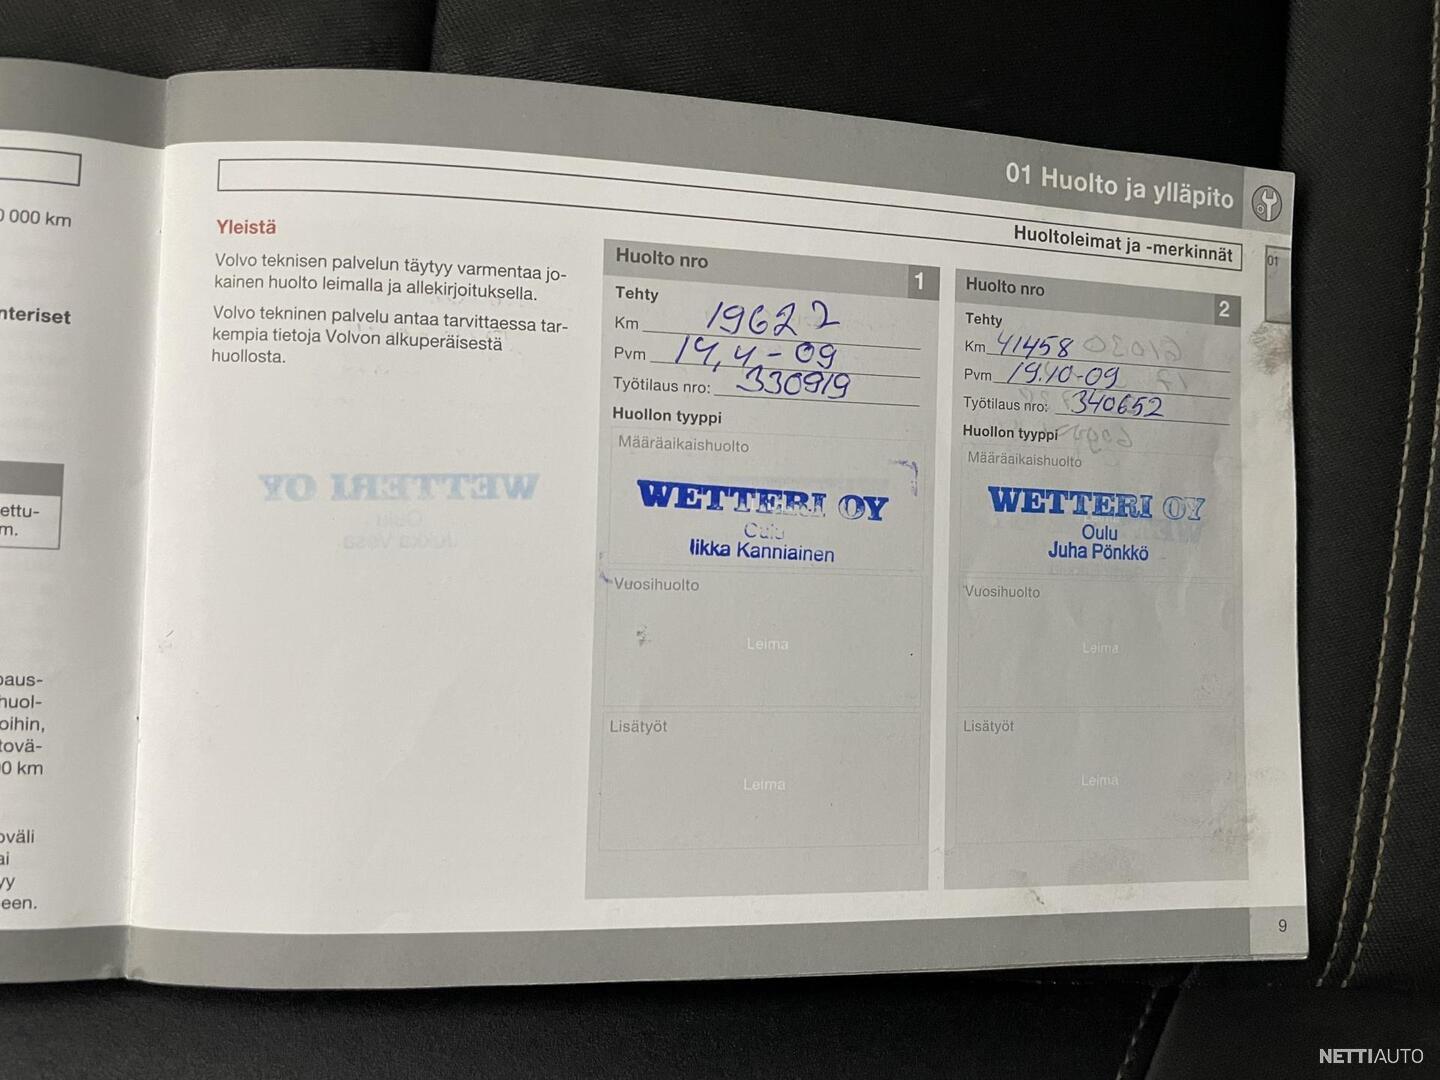 0 000 km
nteriset
ettu-
m.
paus-
huol-
oihin,
tovä-
0 km
oväli
ai
yy
een.
01 Huolto ja ylläpito
Huoltoleimat ja -merkinnät
01
Yleistä
Volvo teknisen palvelun täytyy varmentaa jo-
kainen huolto leimalla ja allekirjoituksella.
Volvo tekninen palvelu antaa tarvittaessa tar-
kempia tietoja Volvon alkuperäisestä
huollosta.
Huolto nro 1
Tehty
Km 19622
Pvm 14.4-09
Työtilaus nro: 330919
Huollon tyyppi
Määräaikaishuolto
WETTERI OY
Oulu
Iikka Kanniainen
Vuosihuolto
Leima
Lisätyöt
Leima
Huolto nro 2
Tehty
Km 41458
Pvm 19.10-09
Työtilaus nro: 340652
Huollon tyyppi
Määräaikaishuolto
WETTERI OY
Oulu
Juha Pönkkö
Vuosihuolto
Leima
Lisätyöt
Leima
9
NETTIAUTO